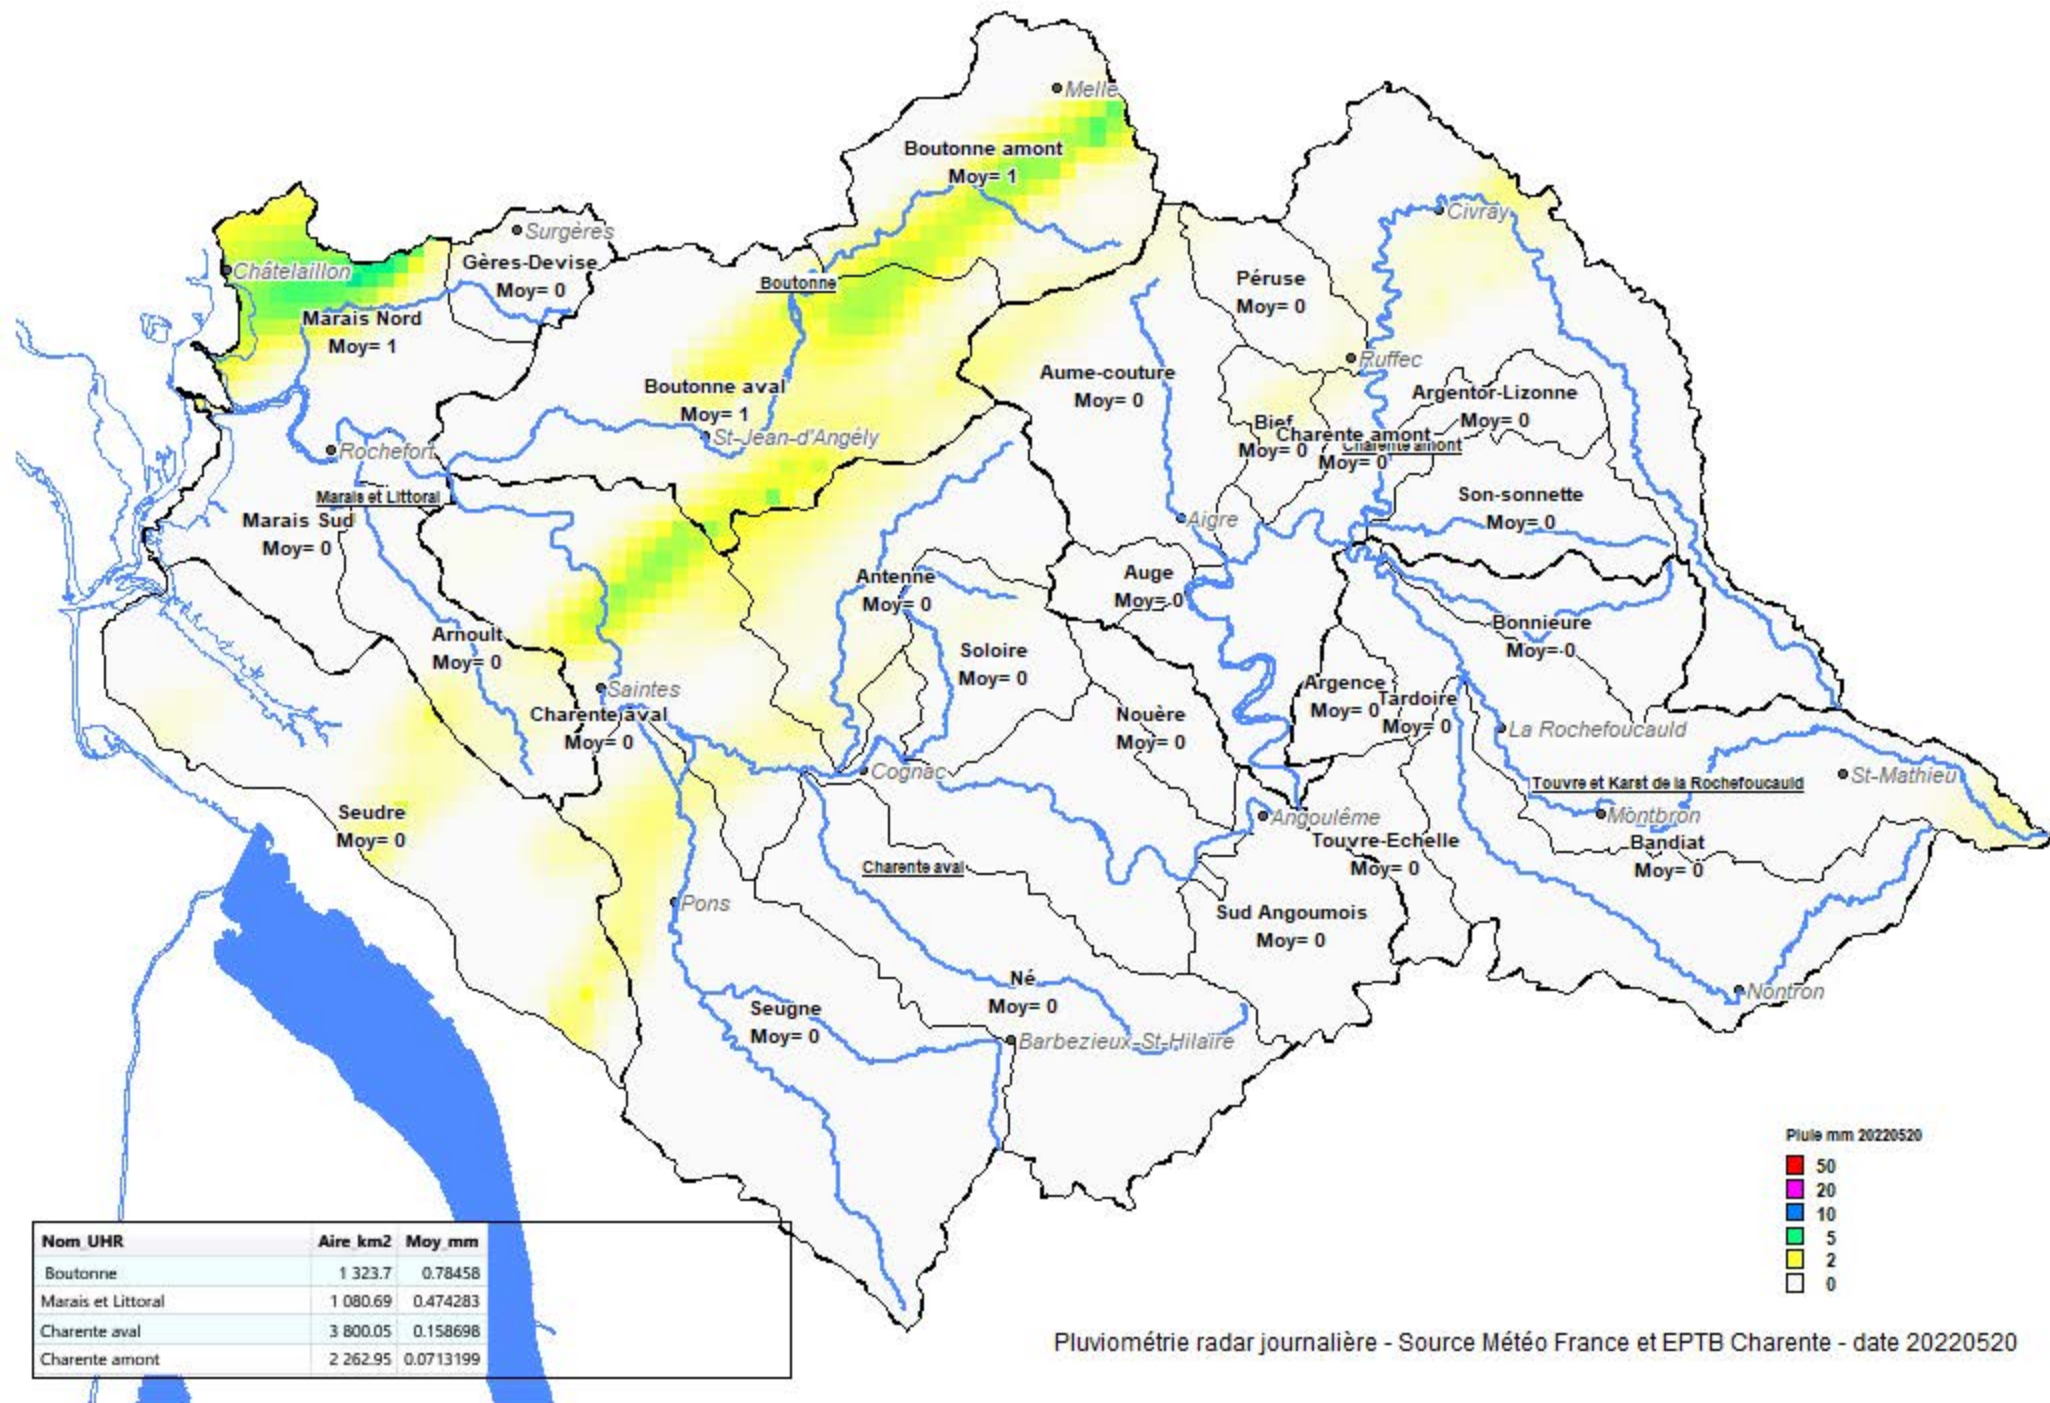 Melle
Boutonne amont
Moy= 1
Civray
Surgères
Châtelaillon
Gères-Devise
Moy= 0
Boutonne
Péruse
Moy= 0
Marais Nord
Moy= 1
Ruffec
Aume-couture
Moy= 0
Boutonne aval
Moy= 1
Argentor-Lizonne
Moy= 0
St-Jean-d'Angély
Bief
Moy= 0
Charente amont
Moy= 0
Charente amont
Rochefort
Marais et Littoral
Marais Sud
Moy= 0
Son-sonnette
Moy= 0
Aigre
Antenne
Moy= 0
Auge
Moy= 0
Arnoult
Moy= 0
Soloire
Moy= 0
Bonnieure
Moy= 0
Saintes
Charente aval
Moy= 0
Nouère
Moy= 0
Argence
Moy= 0
Tardoire
Moy= 0
La Rochefoucauld
Cognac
Touvre et Karst de la Rochefoucauld
St-Mathieu
Seudre
Moy= 0
Angoulême
Montbron
Touvre-Echelle
Moy= 0
Bandiat
Moy= 0
Charente aval
Pons
Sud Angoumois
Moy= 0
Né
Moy= 0
Nontron
Seugne
Moy= 0
Barbezieux-St-Hilaire
Pluie mm 20220520
50
20
10
5
2
0
Nom_UHR Aire_km2 Moy_mm
Boutonne 1 323.7 0.78458
Marais et Littoral 1 080.69 0.474283
Charente aval 3 800.05 0.158698
Charente amont 2 262.95 0.0713199
Pluviométrie radar journalière - Source Météo France et EPTB Charente - date 20220520